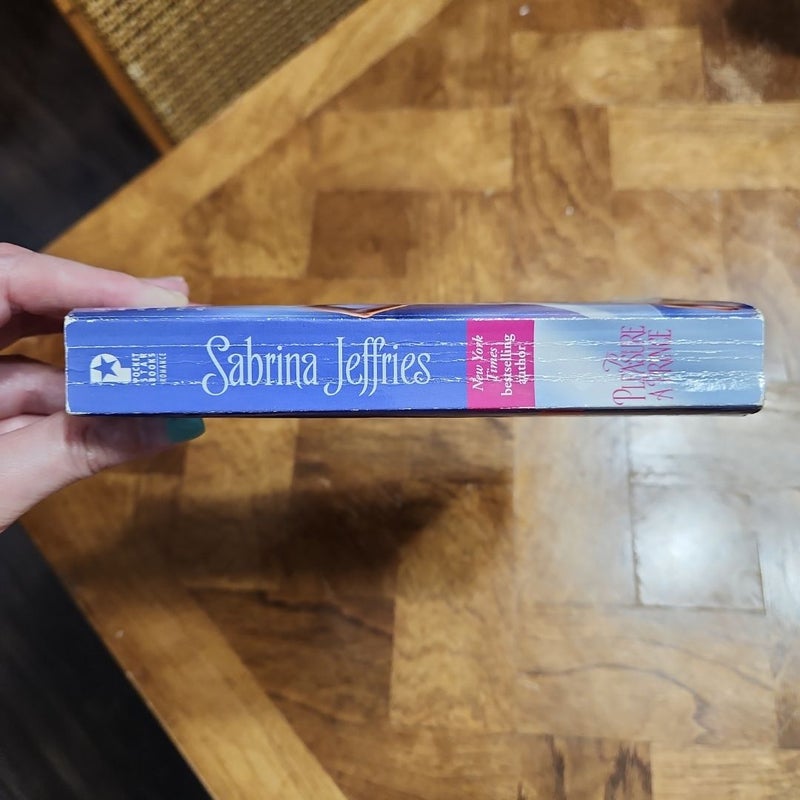 POCKET
STAR
BOOKS
ROMANCE
Sabrina Jeffries
New York
Times
bestselling
author
To
Pleasure
A Prince